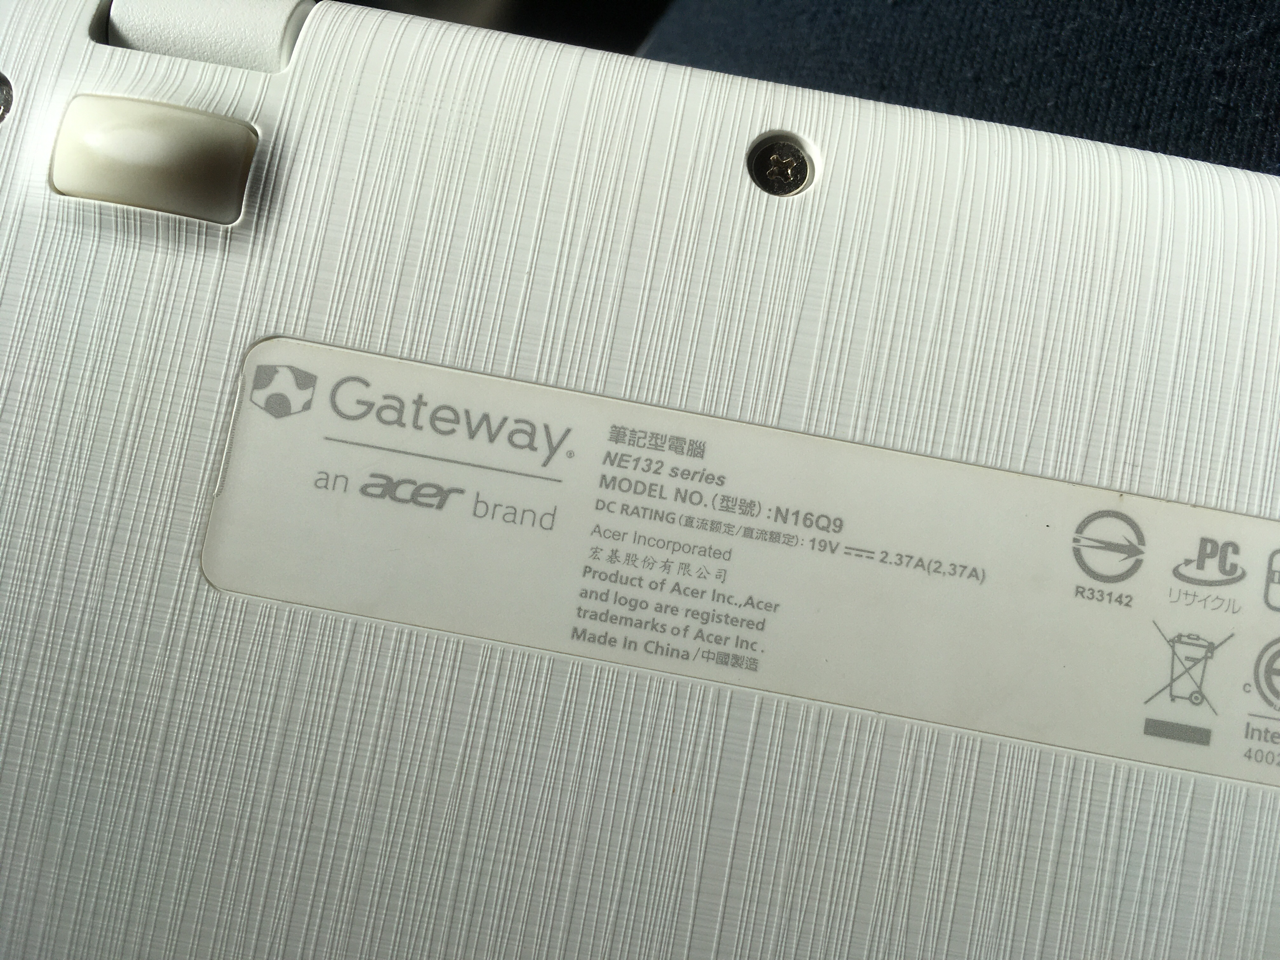 Gateway®
an acer brand
筆記型電腦
NE132 series
MODEL NO.(型號):N16Q9
DC RATING(直流额定/直流額定): 19V ⎓ 2.37A(2,37A)
Acer Incorporated
宏碁股份有限公司
Product of Acer Inc.,Acer
and logo are registered
trademarks of Acer Inc.
Made In China/中國製造
R33142
PC
リサイクル
c
Inte
4002